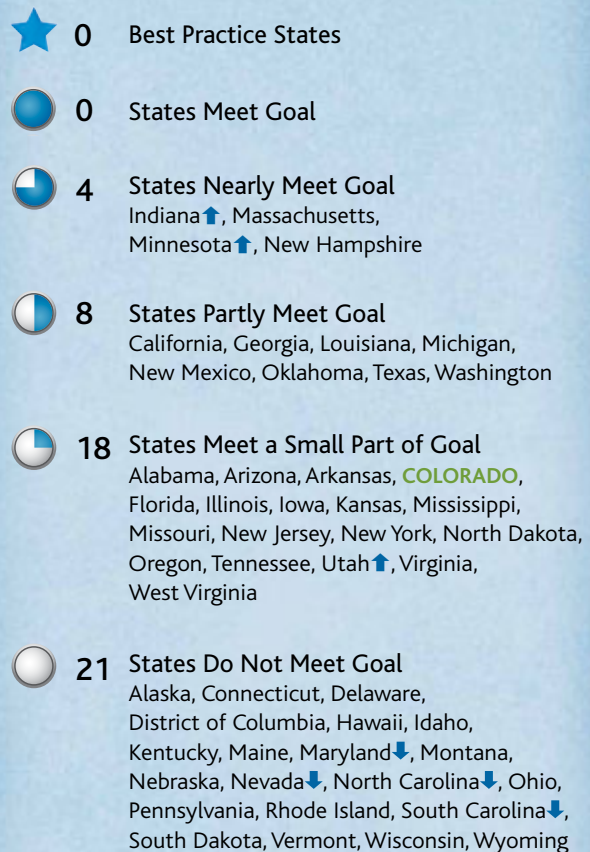 0 Best Practice States
0 States Meet Goal
4 States Nearly Meet Goal
Indiana⬆, Massachusetts,
Minnesota⬆, New Hampshire
8 States Partly Meet Goal
California, Georgia, Louisiana, Michigan,
New Mexico, Oklahoma, Texas, Washington
18 States Meet a Small Part of Goal
Alabama, Arizona, Arkansas, COLORADO,
Florida, Illinois, Iowa, Kansas, Mississippi,
Missouri, New Jersey, New York, North Dakota,
Oregon, Tennessee, Utah⬆, Virginia,
West Virginia
21 States Do Not Meet Goal
Alaska, Connecticut, Delaware,
District of Columbia, Hawaii, Idaho,
Kentucky, Maine, Maryland⬇, Montana,
Nebraska, Nevada⬇, North Carolina⬇, Ohio,
Pennsylvania, Rhode Island, South Carolina⬇,
South Dakota, Vermont, Wisconsin, Wyoming